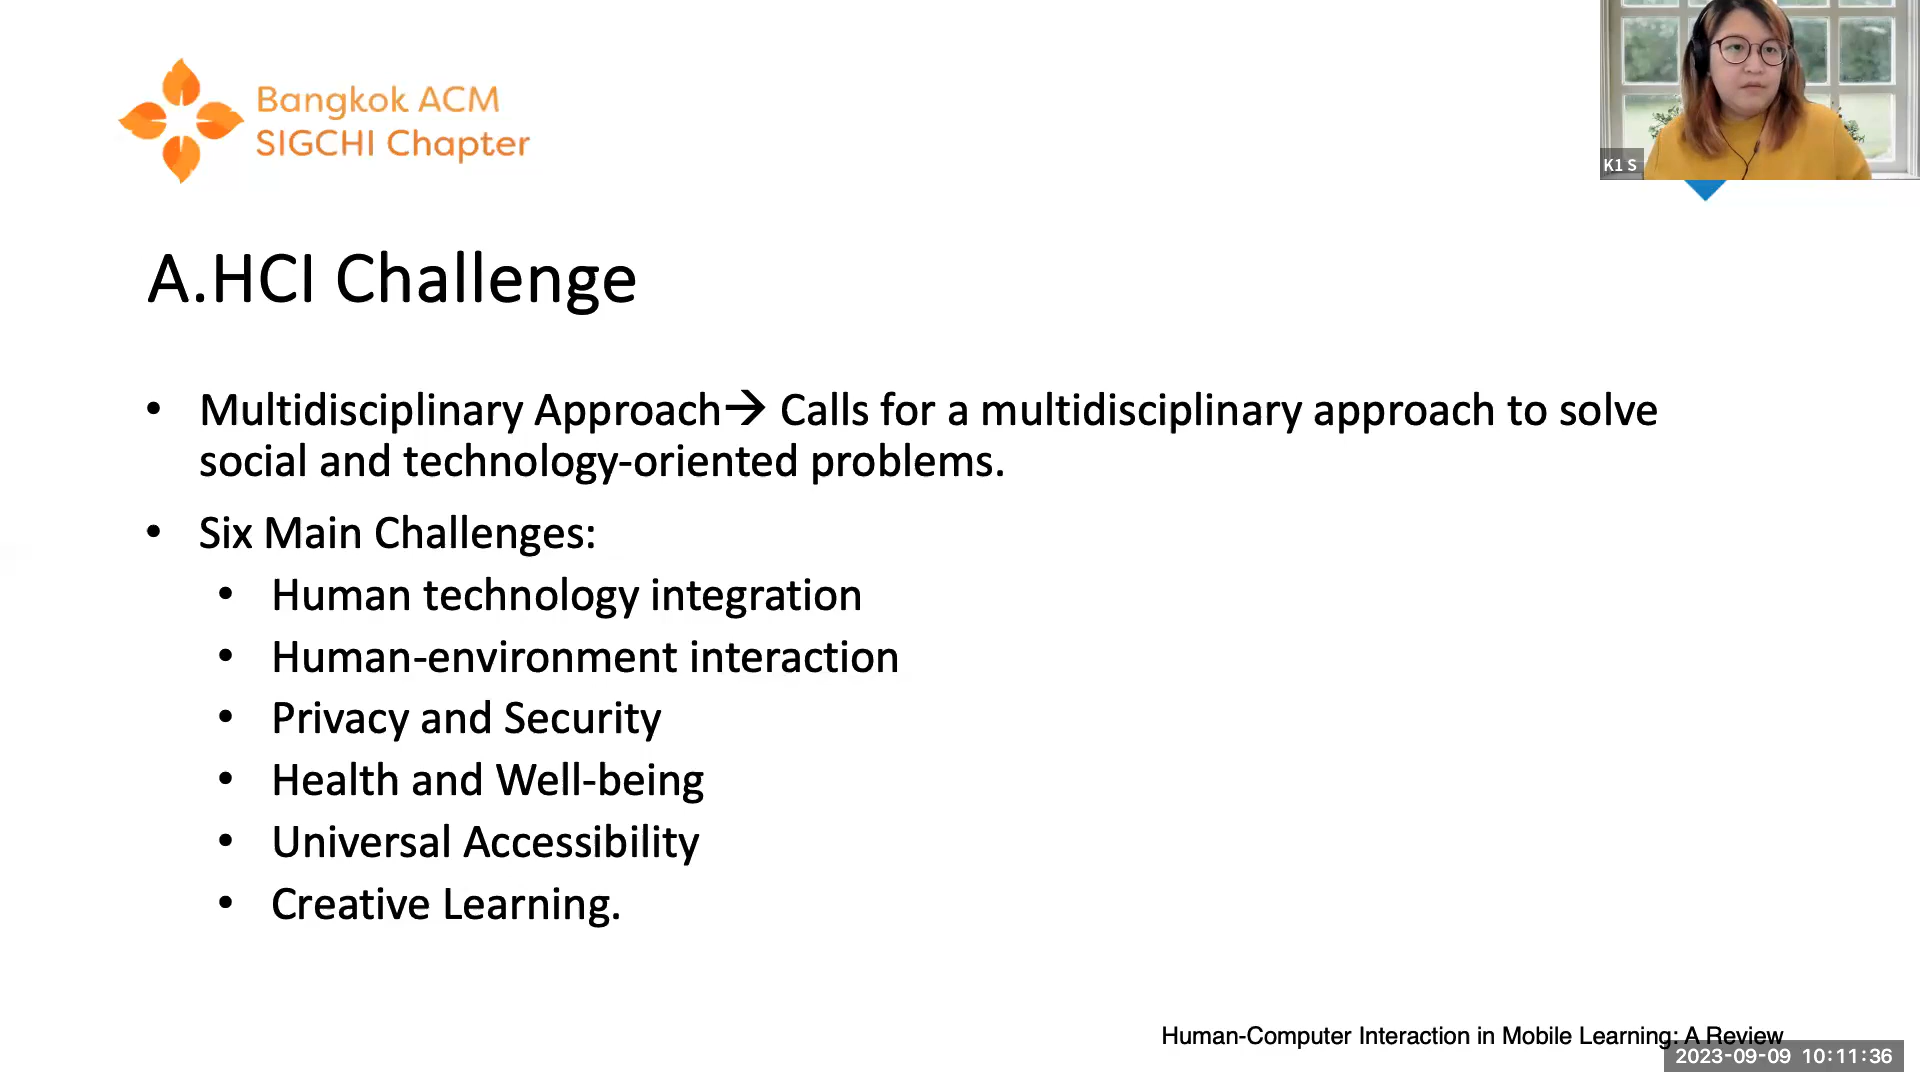 Bangkok ACM
SIGCHI Chapter
K1 S
A.HCI Challenge
• Multidisciplinary Approach→ Calls for a multidisciplinary approach to solve
social and technology-oriented problems.
• Six Main Challenges:
• Human technology integration
• Human-environment interaction
• Privacy and Security
• Health and Well-being
• Universal Accessibility
• Creative Learning.
Human-Computer Interaction in Mobile Learning: A Review
2023-09-09 10:11:36